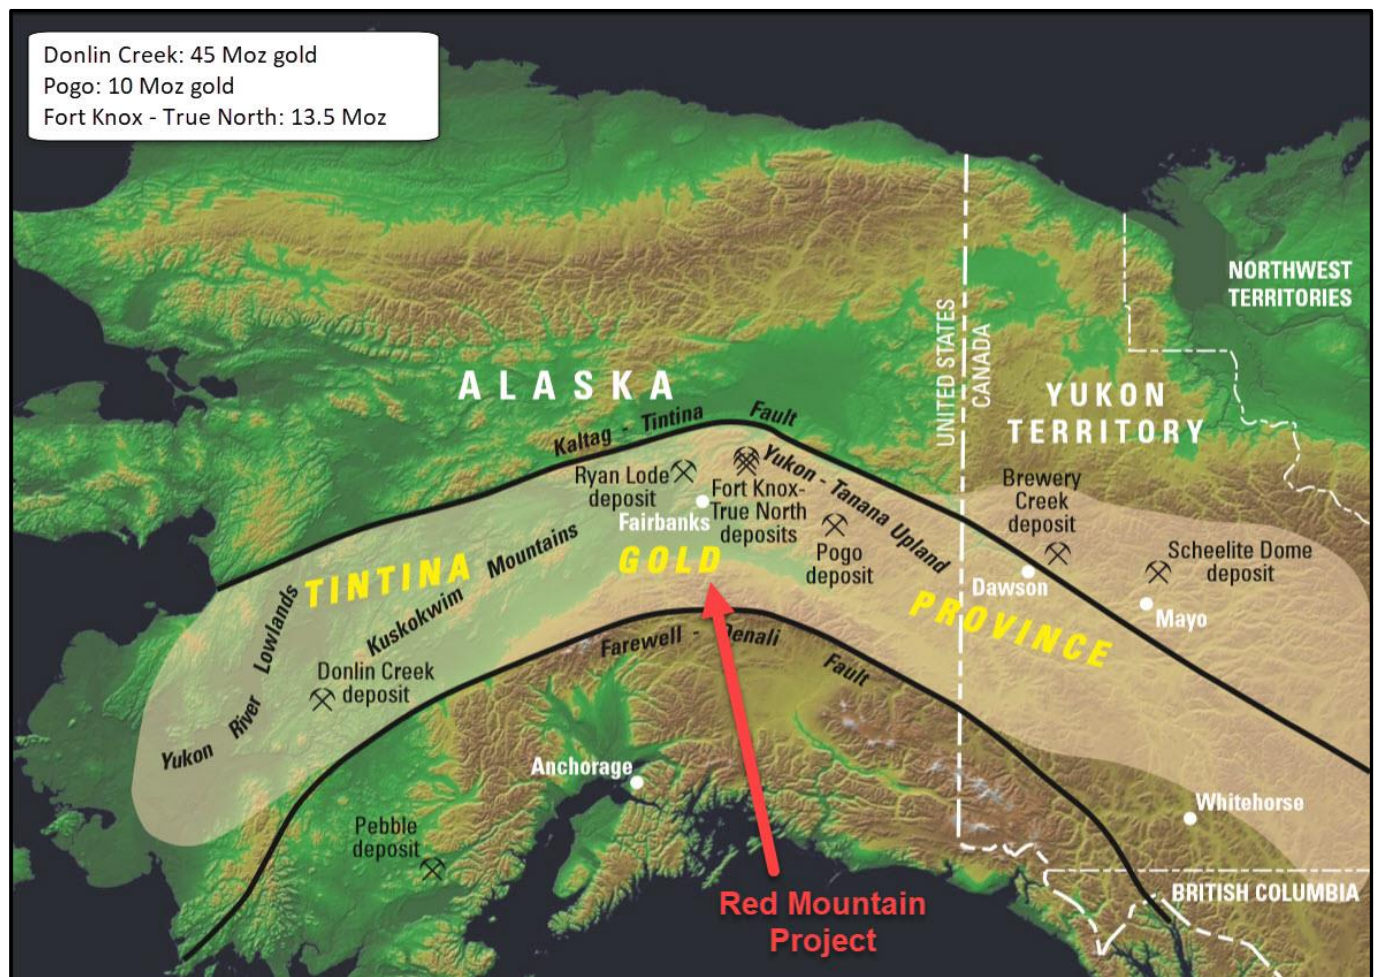 Donlin Creek: 45 Moz gold
Pogo: 10 Moz gold
Fort Knox - True North: 13.5 Moz
NORTHWEST
TERRITORIES
UNITED STATES
CANADA
ALASKA
YUKON
TERRITORY
Kaltag - Tintina Fault
Ryan Lode
deposit
Fort Knox-
True North
deposits
Fairbanks
Yukon - Tanana Upland
Pogo
deposit
Brewery
Creek
deposit
Dawson
Scheelite Dome
deposit
Mayo
TINTINA GOLD PROVINCE
Kuskokwim Mountains
Yukon River Lowlands
Donlin Creek
deposit
Farewell - Denali Fault
Anchorage
Pebble
deposit
Whitehorse
BRITISH COLUMBIA
Red Mountain
Project